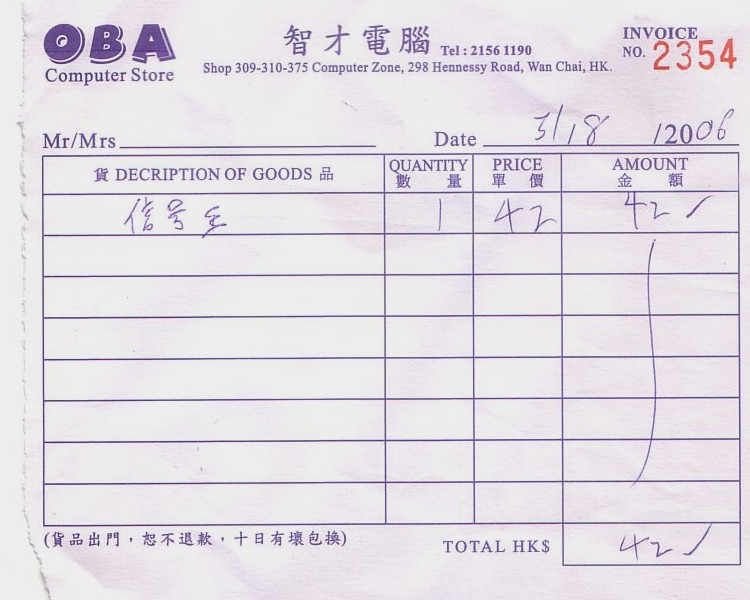 OBA 智才電腦 Tel : 2156 1190 INVOICE
Computer Store Shop 309-310-375 Computer Zone, 298 Hennessy Road, Wan Chai, HK. NO. 2354
Mr/Mrs Date 5/18 /2006
貨 DECRIPTION OF GOODS 品 QUANTITY PRICE AMOUNT
數 量 單 價 金 額
信号 1 42 42
(貨品出門,恕不退款,十日有壞包換) TOTAL HK$ 42